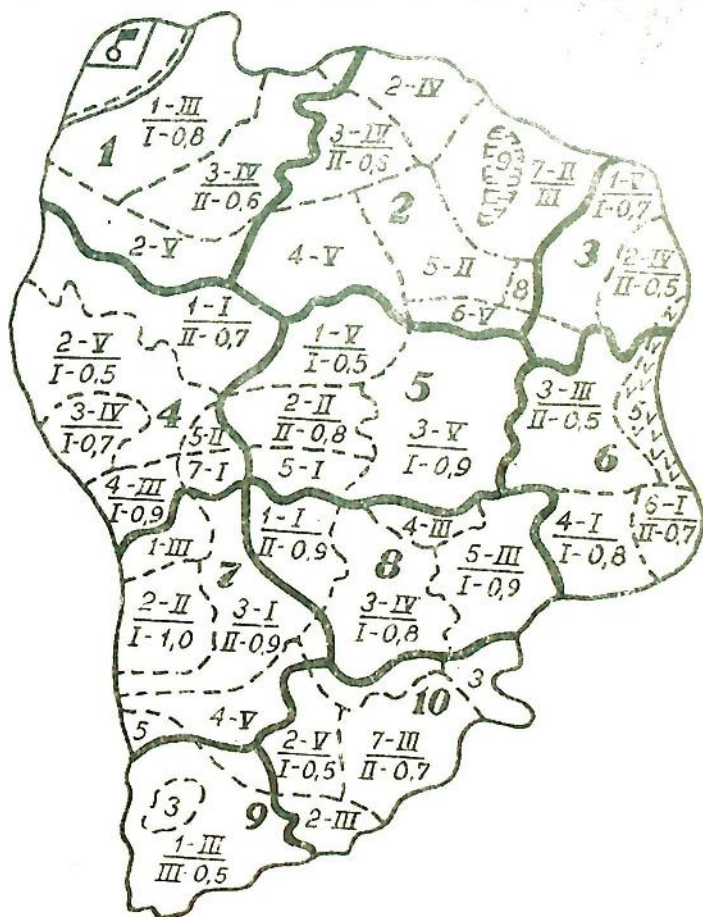 1-III
I-0,8
1
3-IV
II-0,6
2-V
2-IV
3-IV
II-0,6
9
7-II
III
2
4-V
5-II
8
6-V
1-V
I-0,7
3
2-IV
II-0,5
1-I
II-0,7
2-V
I-0,5
3-IV
I-0,7
4
5-II
7-I
4-III
I-0,9
1-V
I-0,5
5
2-II
II-0,8
3-V
I-0,9
5-I
3-III
II-0,5
5
6
4-I
I-0,8
6-I
II-0,7
1-III
7
2-II
I-1,0
3-I
II-0,9
4-V
5
1-I
II-0,9
4-III
8
5-III
I-0,9
3-IV
I-0,8
3
10
2-V
I-0,5
7-III
II-0,7
2-III
3
9
1-III
III-0,5